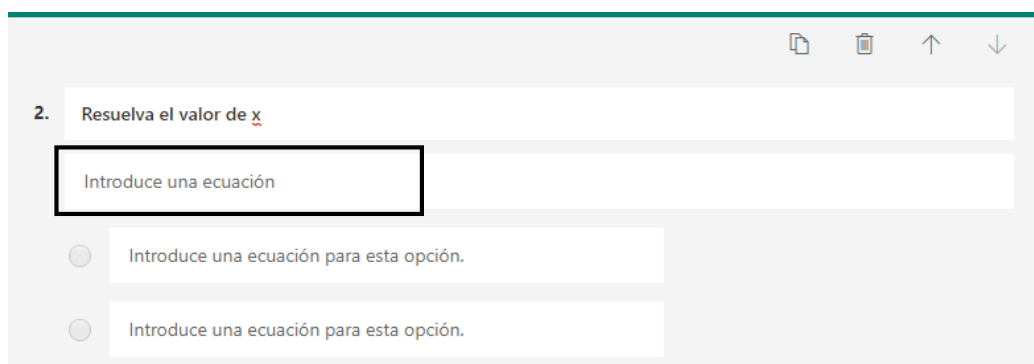 2. Resuelva el valor de x
Introduce una ecuación
Introduce una ecuación para esta opción.
Introduce una ecuación para esta opción.